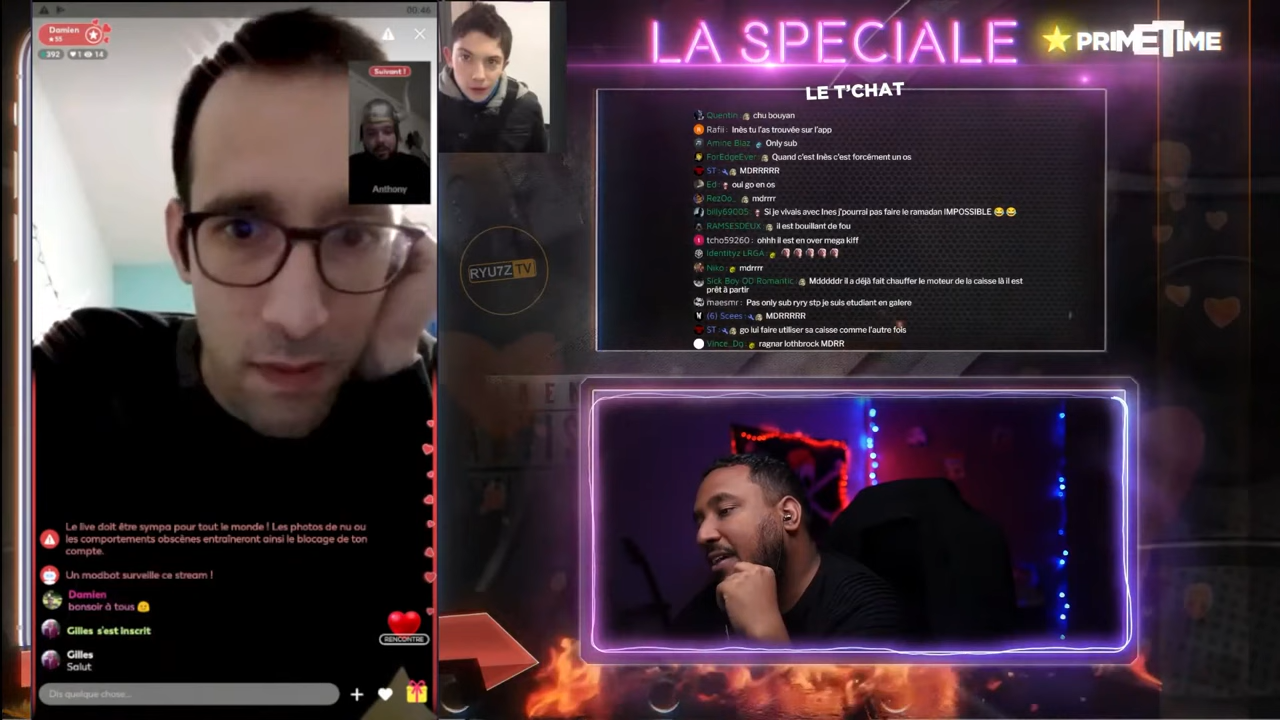 00:46
Damien
★ 55
392 ♥1 14
Suivant !
Anthony
Le live doit être sympa pour tout le monde ! Les photos de nu ou
les comportements obscènes entraîneront ainsi le blocage de ton
compte.
Un modbot surveille ce stream !
Damien
bonsoir à tous 🙂
Gilles s'est inscrit
Gilles
Salut
RENCONTRE
Dis quelque chose...
LA SPECIALE
PRIMETIME
LE T'CHAT
Quentin : chu bouyan
Rafii : Inès tu l'as trouvée sur l'app
Amine Biaz : Only sub
ForEdgeEver : Quand c'est Inès c'est forcément un os
ST : MDRRRRR
Ed : oui go en os
RezDo_ : mdrrr
billy69005 : Si je vivais avec Ines j'pourrai pas faire le ramadan IMPOSSIBLE 😂 😂
RAMSESDEUX : il est bouillant de fou
tcho59260 : ohhh il est en over mega kiff
Identityz LRGA :
Niko : mdrrr
Sick Boy OO Romantic : Mdddddr il a déjà fait chauffer le moteur de la caisse là il est
prêt à partir
maesmr : Pas only sub ryry stp je suis etudiant en galere
(6) Scees : MDRRRRR
ST : go lui faire utiliser sa caisse comme l'autre fois
Vince_Dg : ragnar lothbrock MDRR
RYU7Z TV